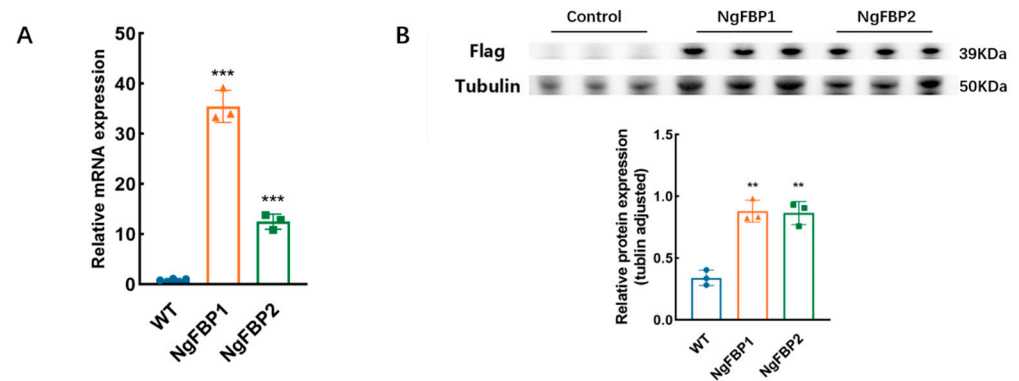 A
Relative mRNA expression
50
40
30
20
10
0
***
***
WT
NgFBP1
NgFBP2
B
Control NgFBP1 NgFBP2
Flag 39KDa
Tubulin 50KDa
Relative protein expression
(tublin adjusted)
1.5
1.0
0.5
0.0
**
**
WT
NgFBP1
NgFBP2